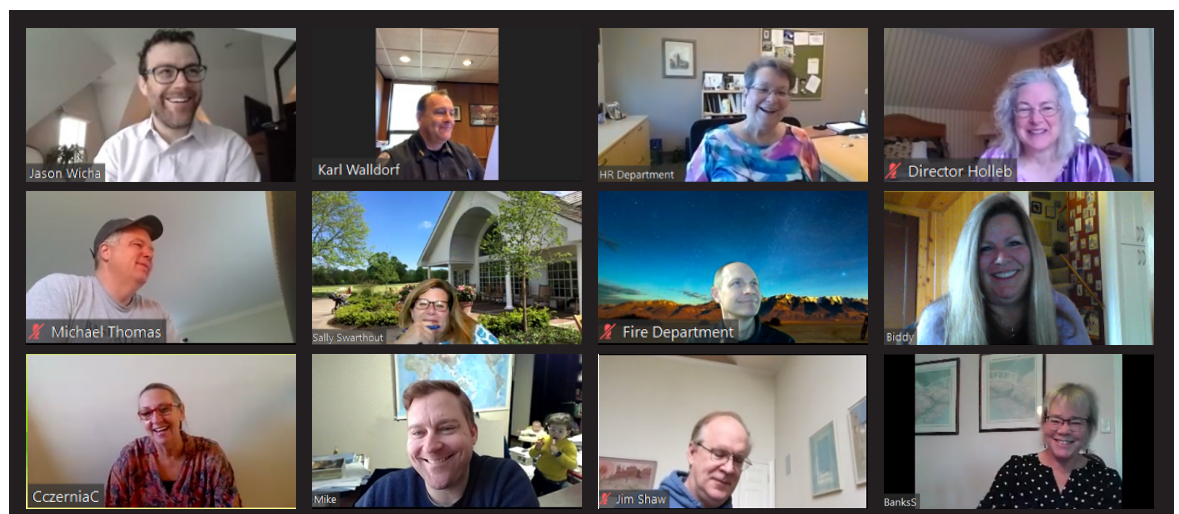 Jason Wicha
Karl Walldorf
HR Department
Director Holleb
Michael Thomas
Sally Swarthout
Fire Department
Biddy
CczerniaC
Mike
Jim Shaw
BanksS